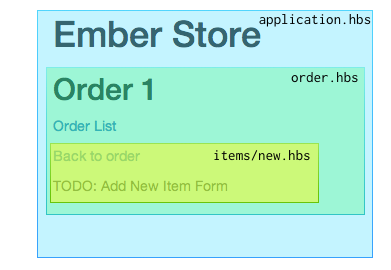 application.hbs
Ember Store
order.hbs
Order 1
Order List
Back to order
items/new.hbs
TODO: Add New Item Form